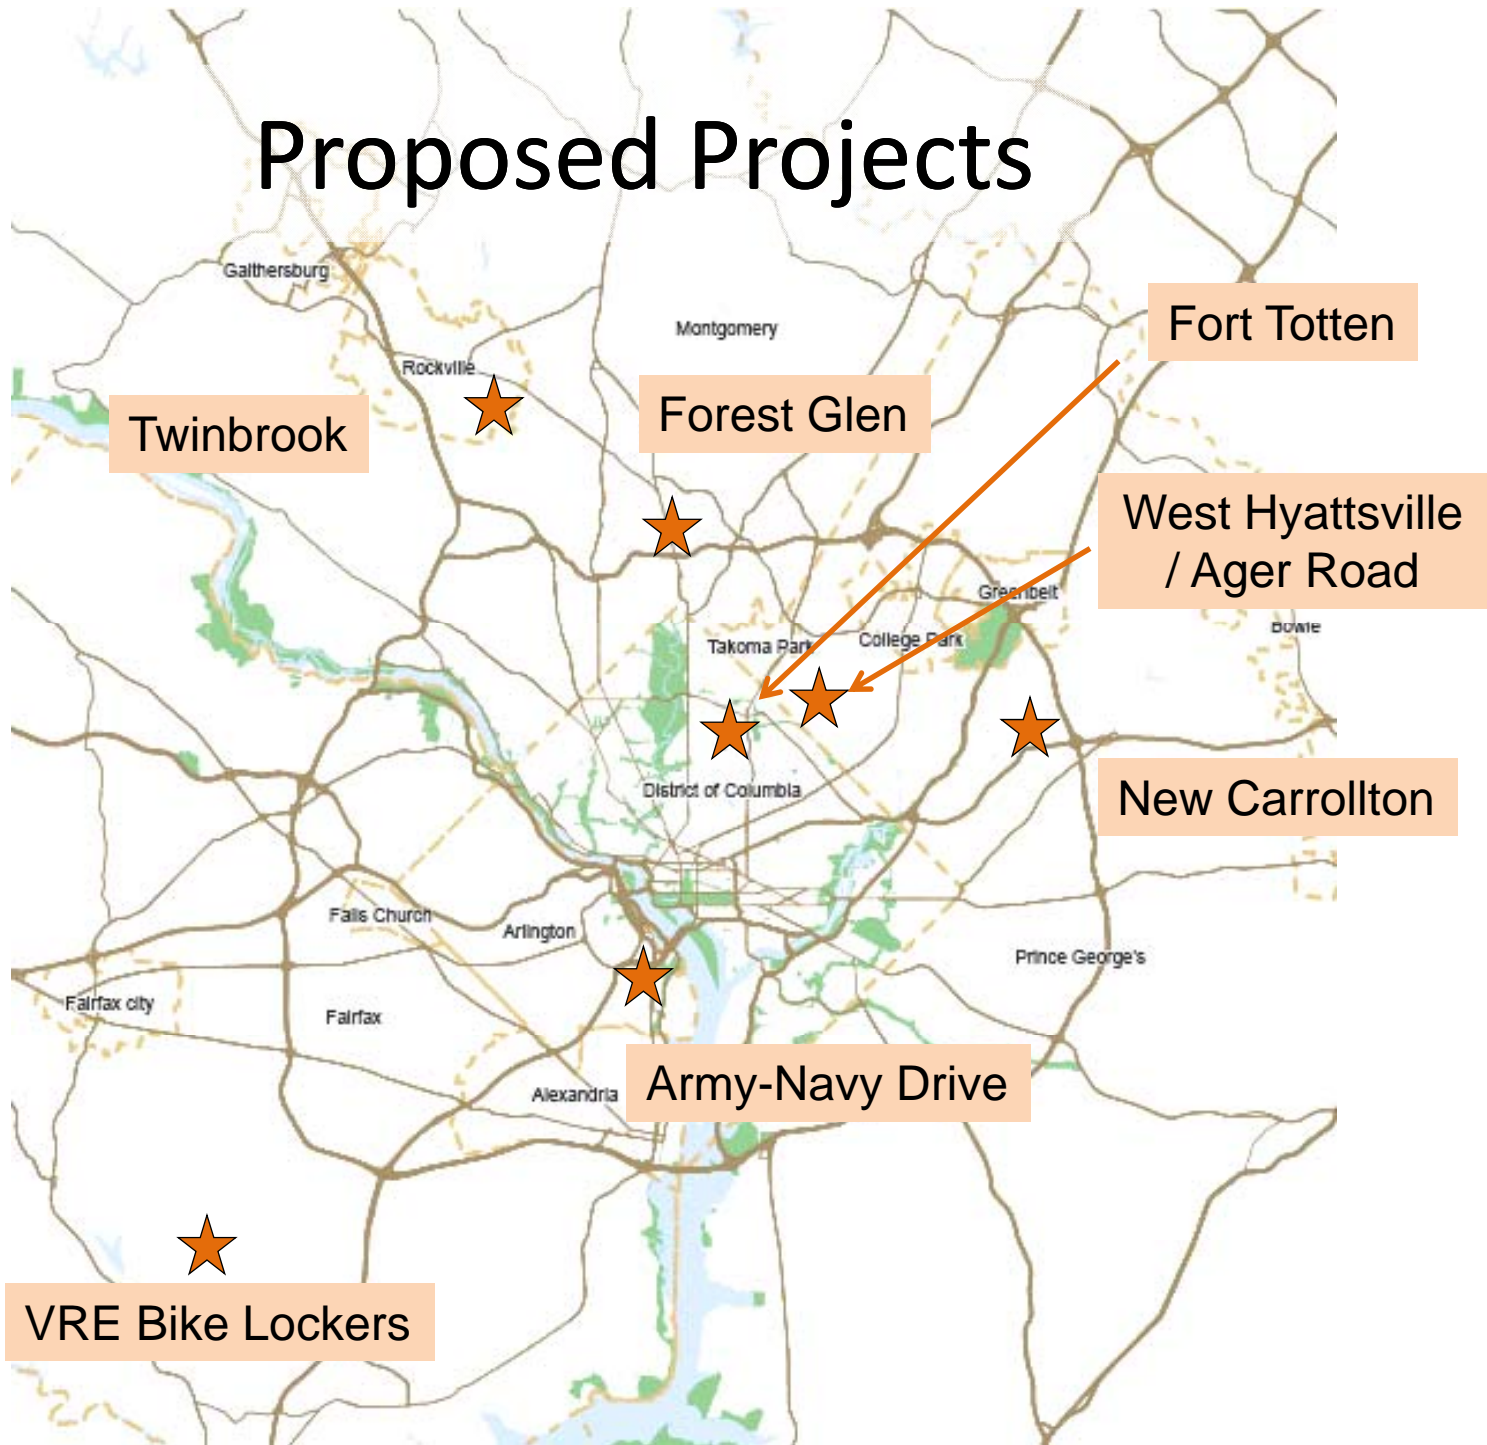 Proposed Projects
Gaithersburg
Montgomery
Fort Totten
Rockville
Forest Glen
Twinbrook
West Hyattsville
/ Ager Road
Greenbelt
Bowie
Takoma Park
College Park
New Carrollton
District of Columbia
Falls Church
Arlington
Prince George's
Fairfax city
Fairfax
Army-Navy Drive
Alexandria
VRE Bike Lockers